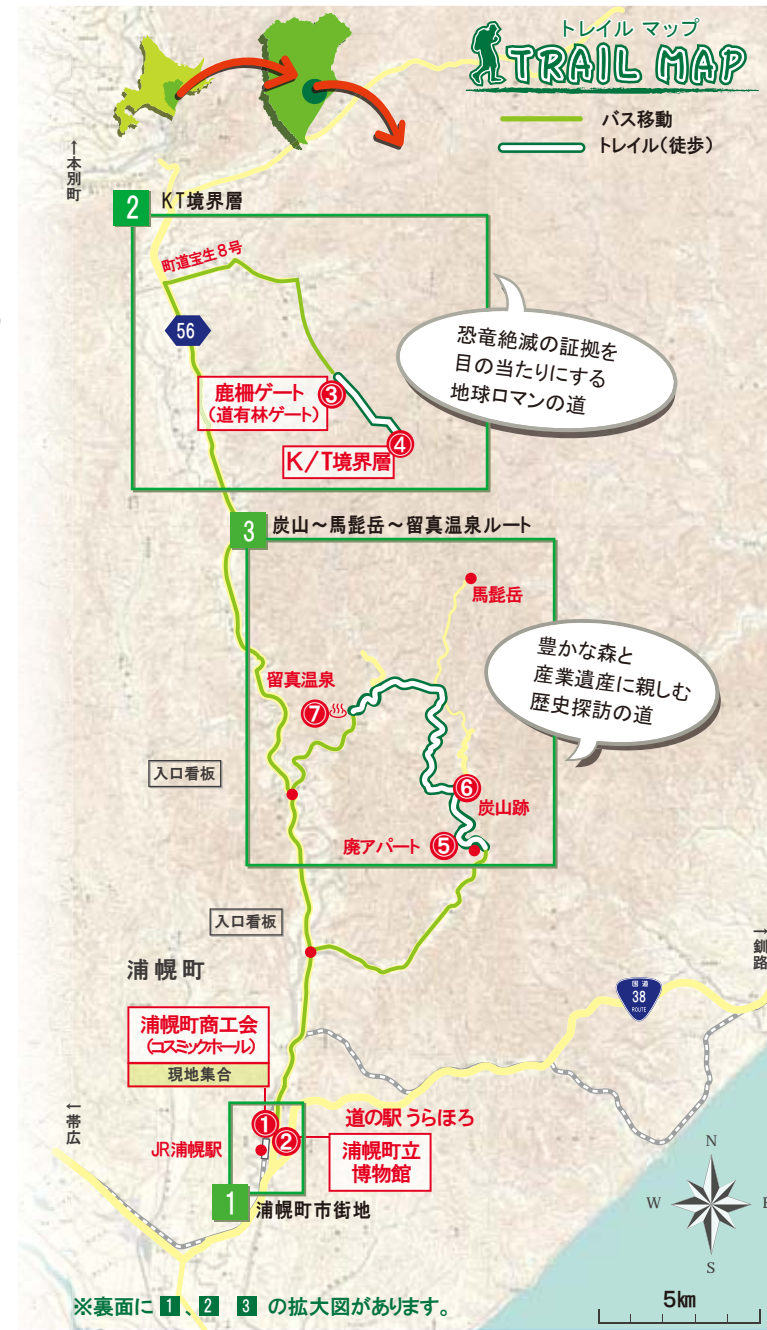 トレイル マップ
TRAIL MAP
バス移動
トレイル(徒歩)
↑本別町
2 KT境界層
町道宝生8号
56
恐竜絶滅の証拠を
目の当たりにする
地球ロマンの道
鹿柵ゲート
(道有林ゲート)
③
④
K/T境界層
3 炭山～馬髭岳～留真温泉ルート
馬髭岳
豊かな森と
産業遺産に親しむ
歴史探訪の道
留真温泉
⑦
入口看板
⑥
炭山跡
廃アパート ⑤
入口看板
↑釧路
浦幌町
国道
38
ROUTE
浦幌町商工会
(コスミックホール)
現地集合
←帯広
①
②
道の駅 うらほろ
JR浦幌駅
浦幌町立
博物館
1 浦幌町市街地
N
W
E
S
5km
※裏面に 1 、 2 3 の拡大図があります。